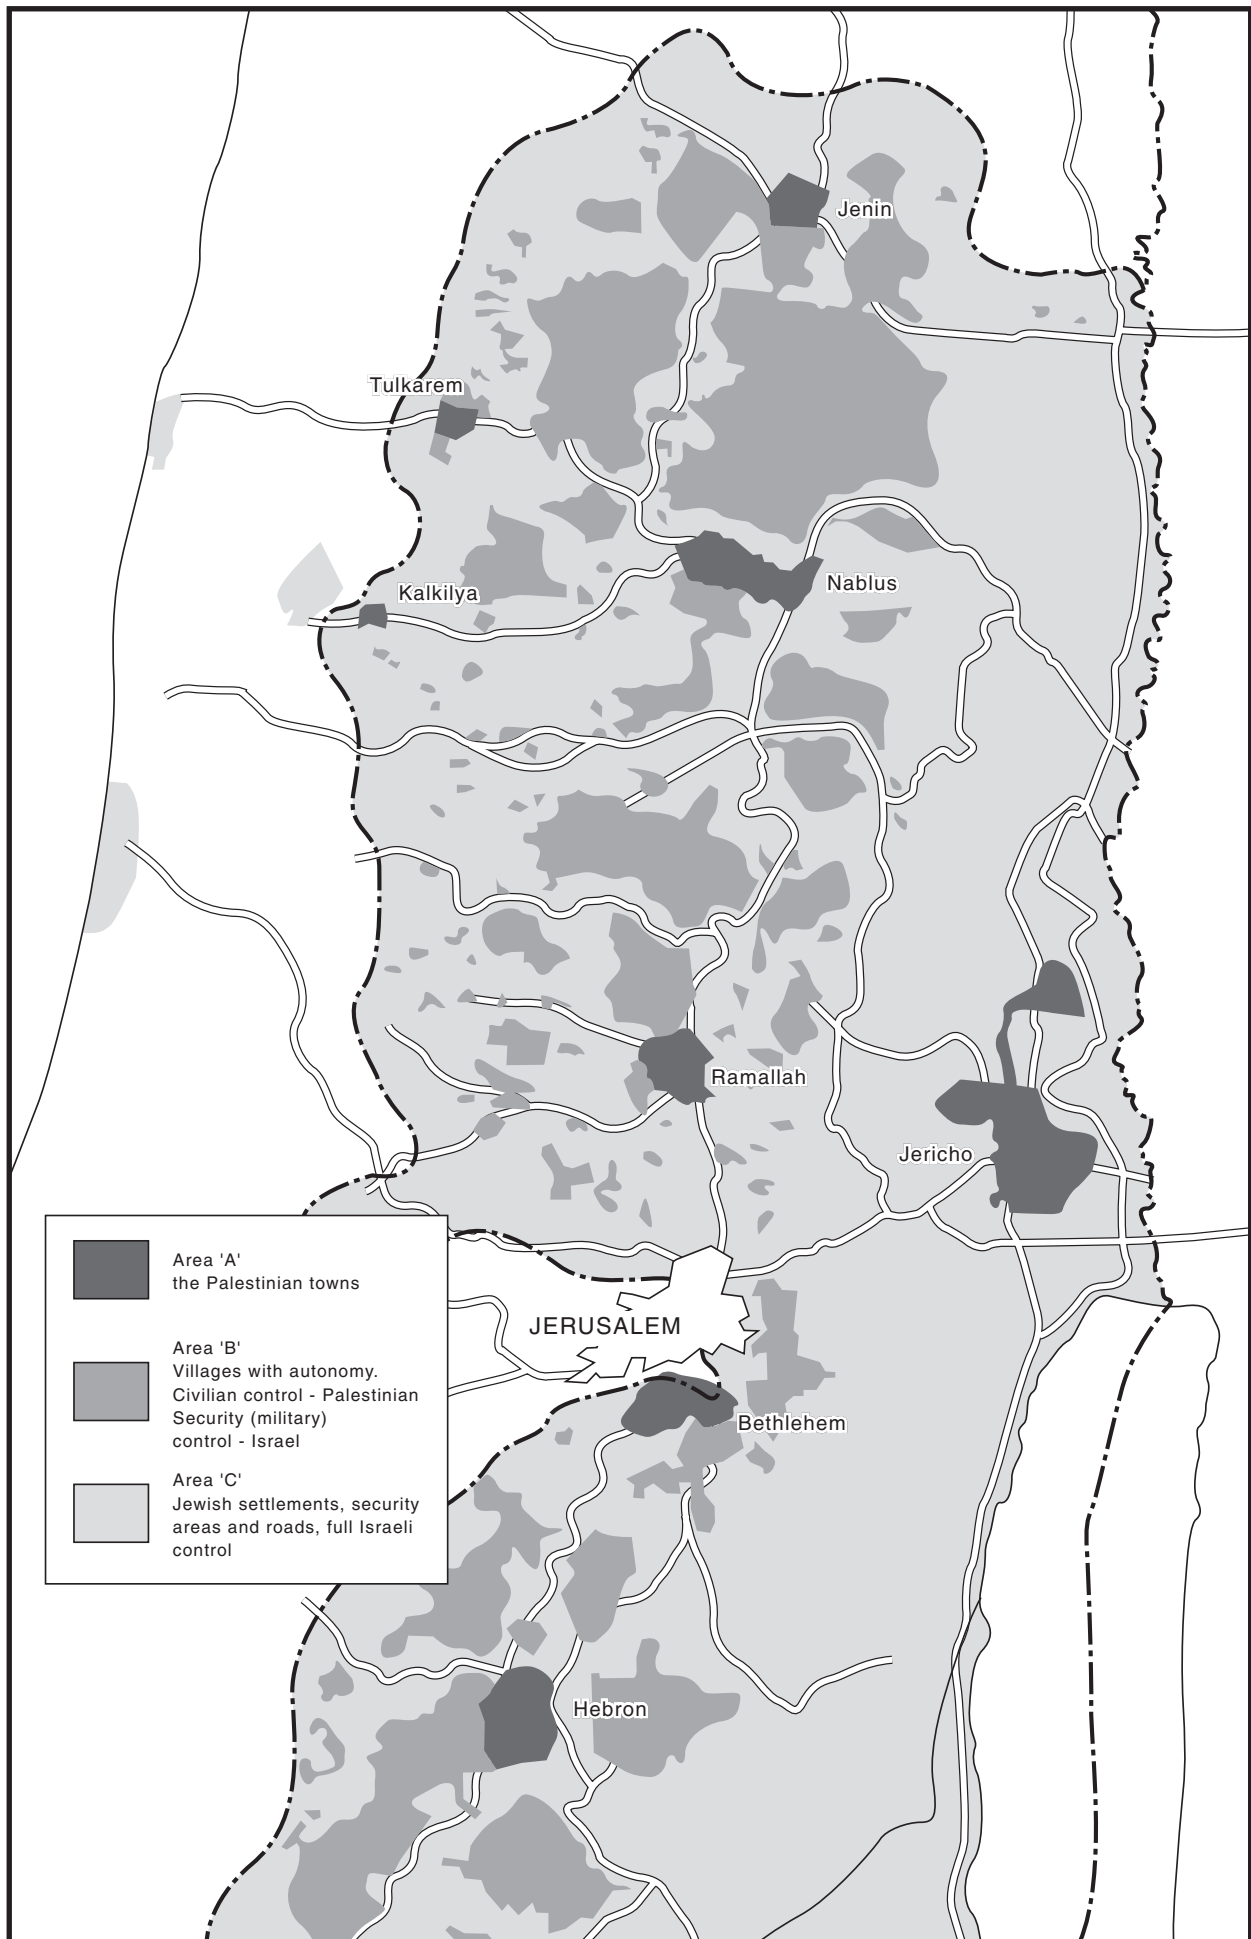 Jenin
Tulkarem
Kalkilya
Nablus
Ramallah
Jericho
JERUSALEM
Bethlehem
Hebron
Area 'A'
the Palestinian towns
Area 'B'
Villages with autonomy.
Civilian control - Palestinian
Security (military)
control - Israel
Area 'C'
Jewish settlements, security
areas and roads, full Israeli
control